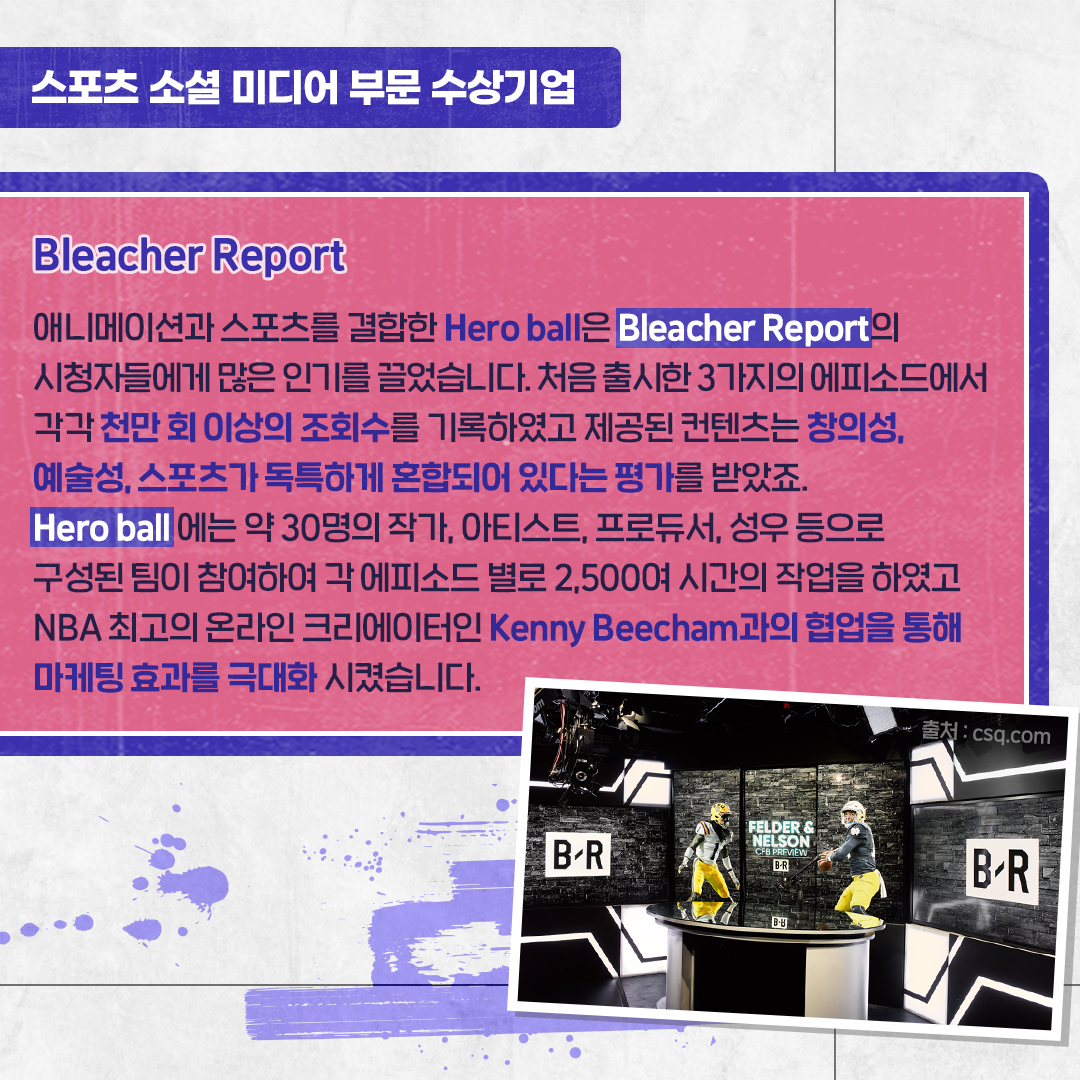 스포츠 소셜 미디어 부문 수상기업
Bleacher Report
애니메이션과 스포츠를 결합한 Hero ball은 Bleacher Report의
시청자들에게 많은 인기를 끌었습니다. 처음 출시한 3가지의 에피소드에서
각각 천만 회 이상의 조회수를 기록하였고 제공된 컨텐츠는 창의성,
예술성, 스포츠가 독특하게 혼합되어 있다는 평가를 받았죠.
Hero ball에는 약 30명의 작가, 아티스트, 프로듀서, 성우 등으로
구성된 팀이 참여하여 각 에피소드 별로 2,500여 시간의 작업을 하였고
NBA 최고의 온라인 크리에이터인 Kenny Beecham과의 협업을 통해
마케팅 효과를 극대화 시켰습니다.
출처 : csq.com
FELDER &
NELSON
CFB PREVIEW
B-R
B-R
B-R
B-R